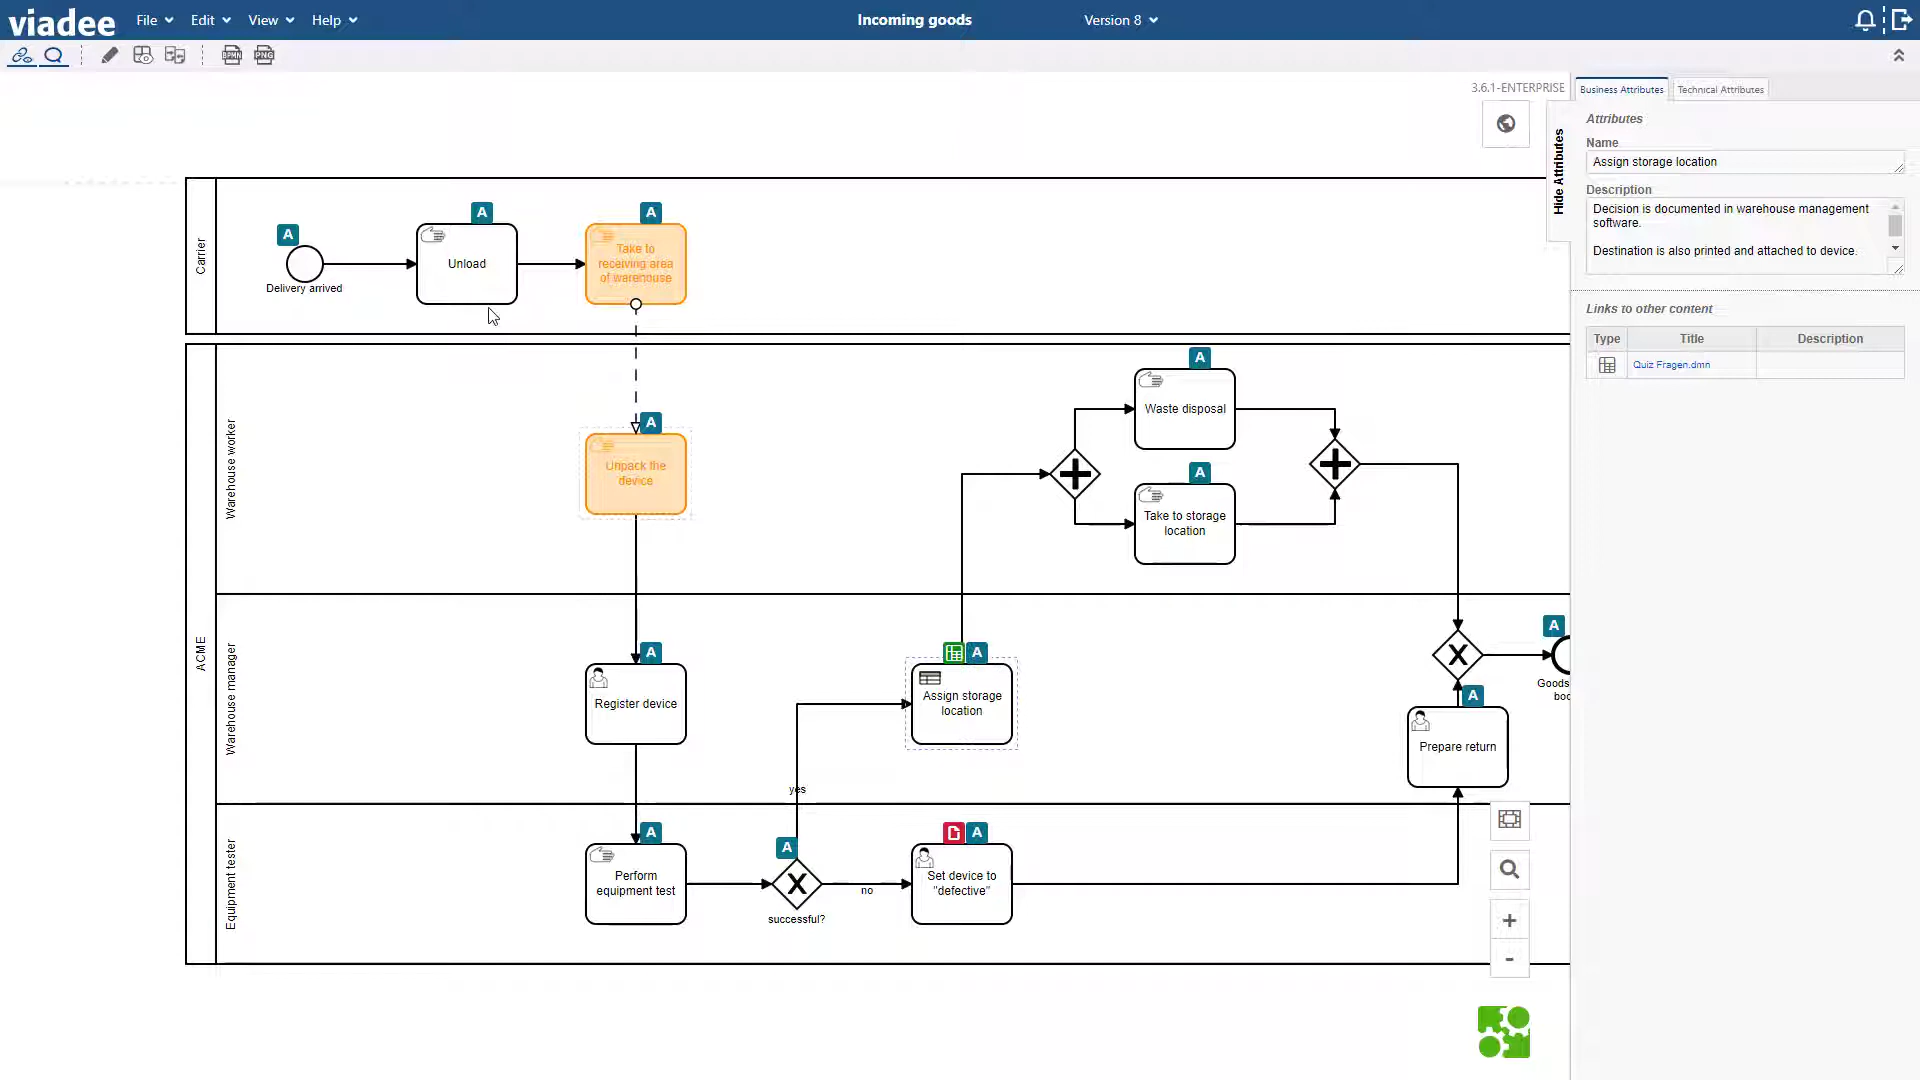 viadee
File
Edit
View
Help
Incoming goods
Version 8
BPMN
PNG
3.6.1-ENTERPRISE
Business Attributes
Technical Attributes
Hide Attributes
Attributes
Name
Assign storage location
Description
Decision is documented in warehouse management
software.
Destination is also printed and attached to device.
Links to other content
Type
Title
Description
Quiz Fragen.dmn
Carrier
A
Delivery arrived
A
Unload
A
Take to
receiving area
of warehouse
ACME
Warehouse worker
A
Unpack the
device
A
Waste disposal
A
Take to storage
location
Warehouse manager
A
Register device
A
Assign storage
location
yes
X
A
Goods
boo
A
Prepare return
Equipment tester
A
Perform
equipment test
A
X
successful?
no
A
Set device to
"defective"
+
-